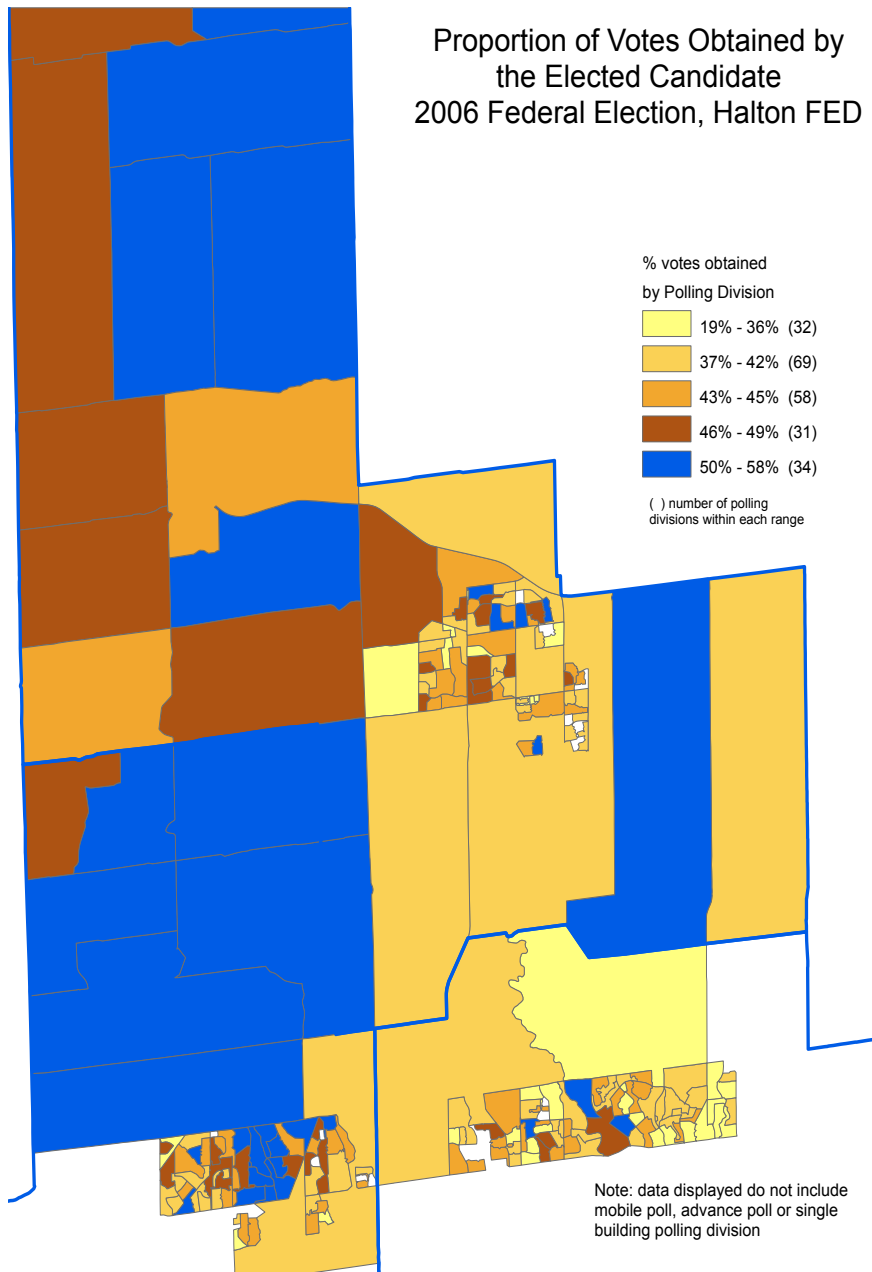 Proportion of Votes Obtained by
the Elected Candidate
2006 Federal Election, Halton FED
% votes obtained
by Polling Division
19% - 36% (32)
37% - 42% (69)
43% - 45% (58)
46% - 49% (31)
50% - 58% (34)
( ) number of polling
divisions within each range
Note: data displayed do not include
mobile poll, advance poll or single
building polling division